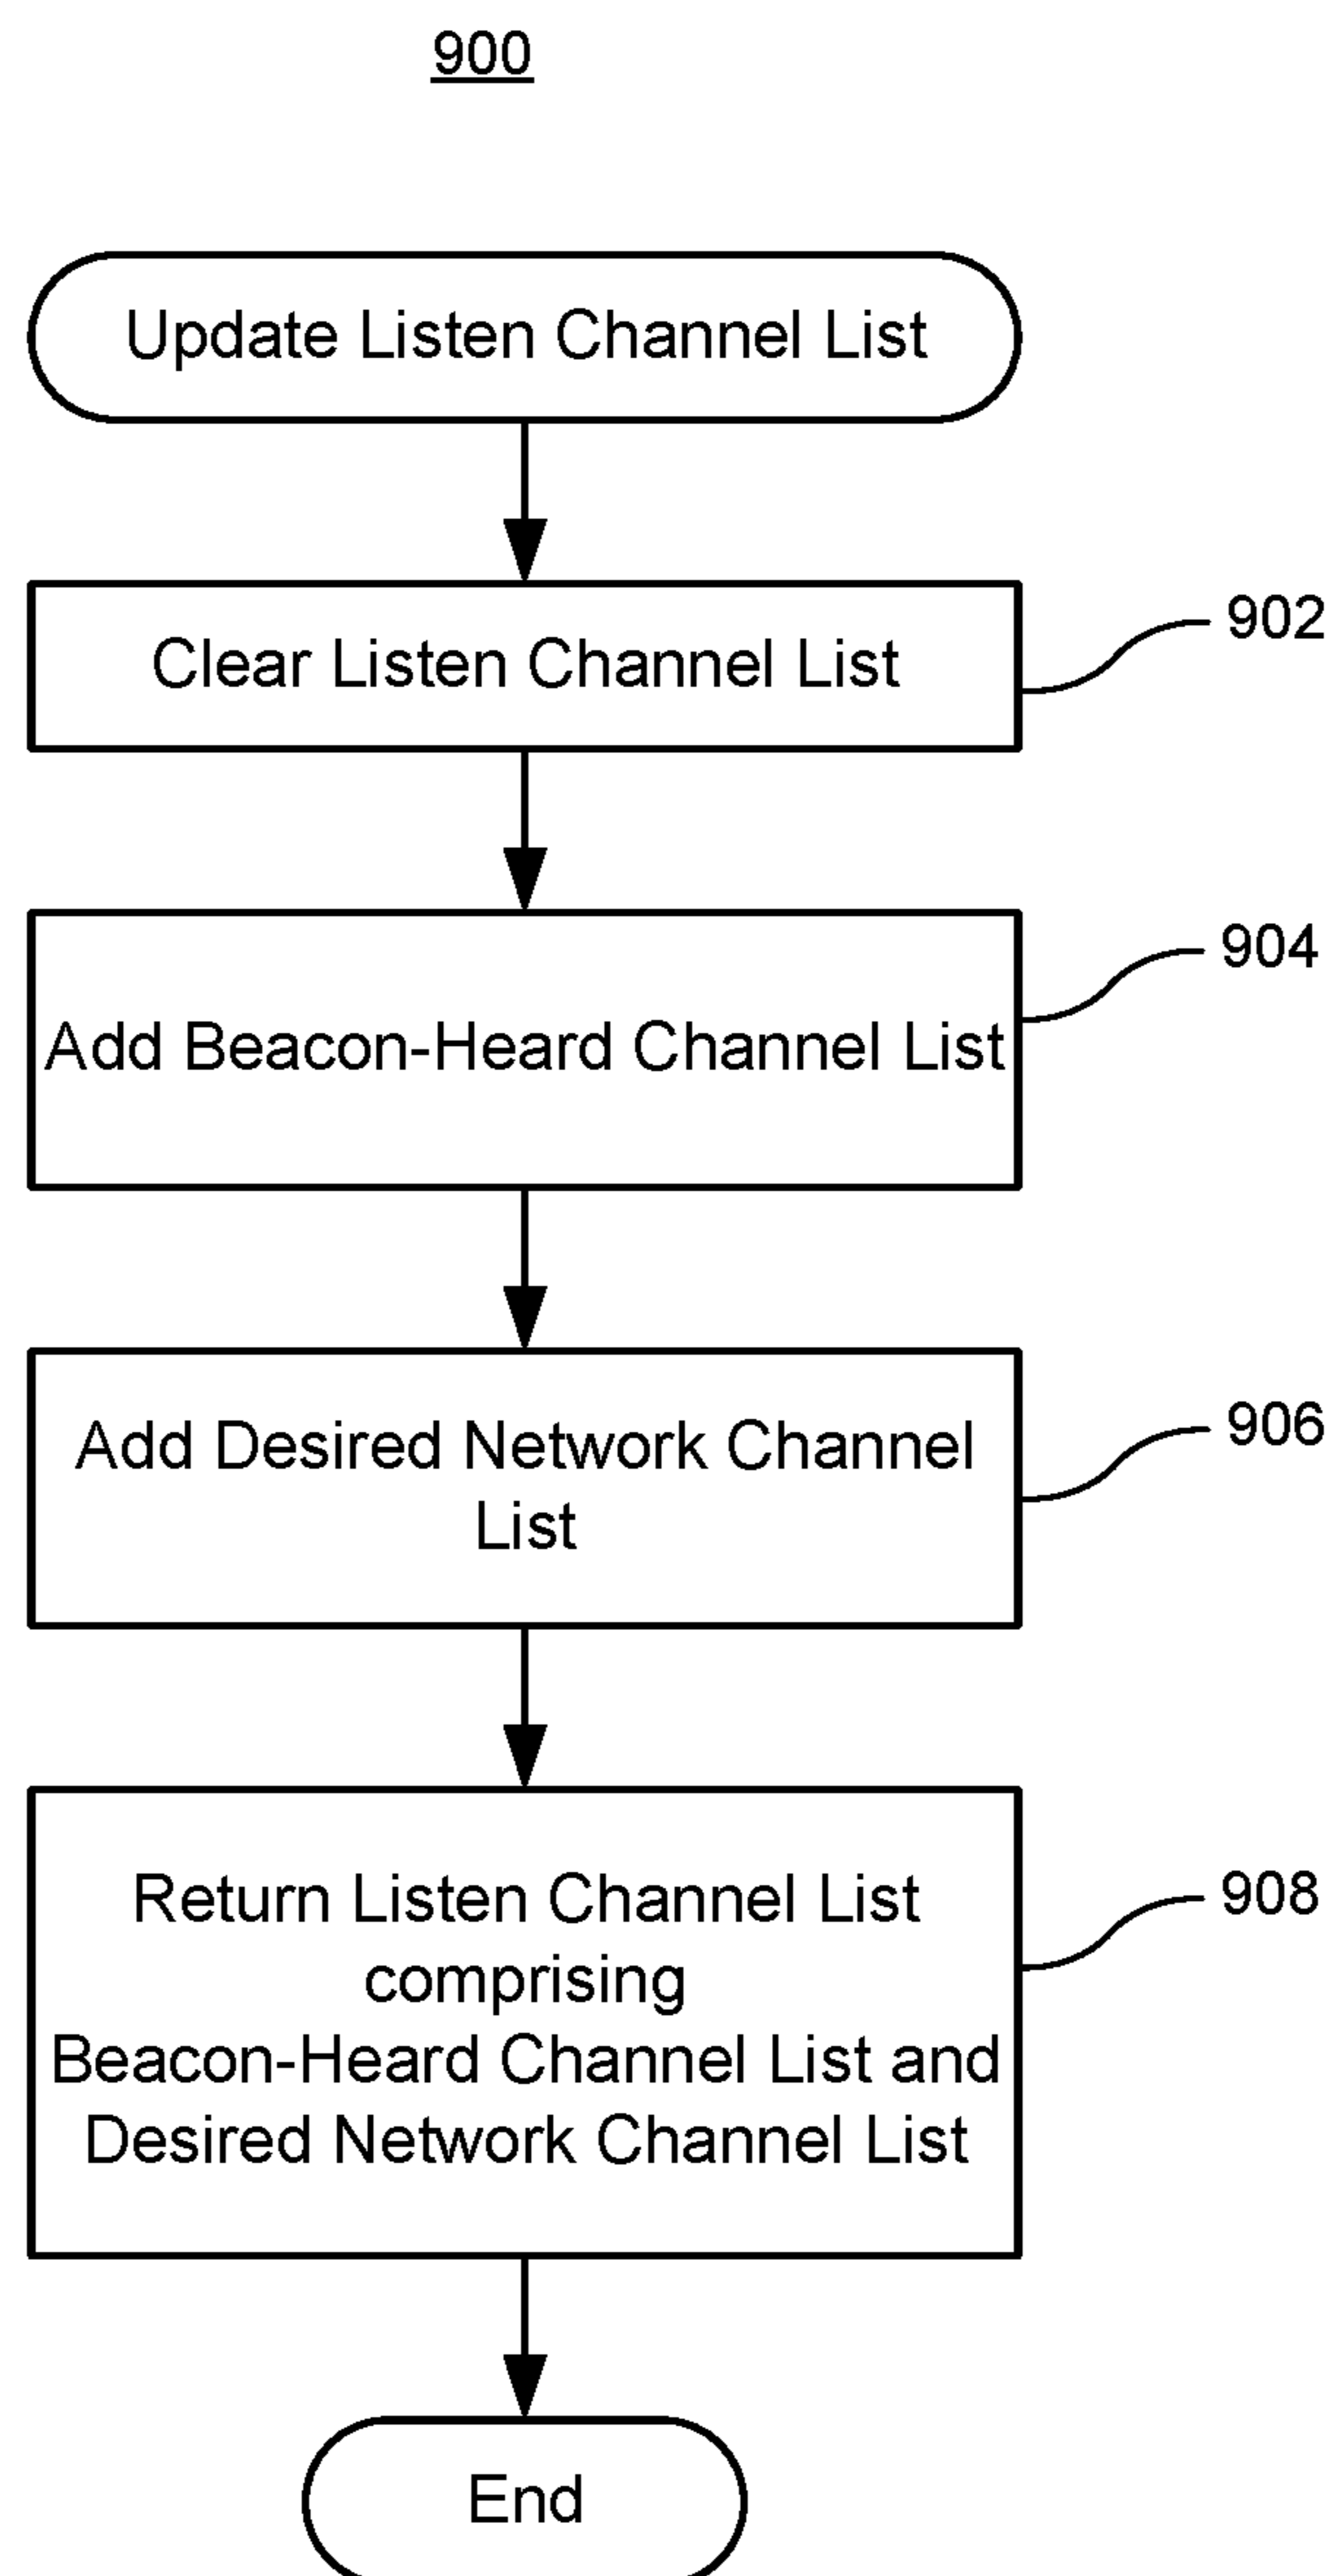 900
Update Listen Channel List
Clear Listen Channel List
902
Add Beacon-Heard Channel List
904
Add Desired Network Channel
List
906
Return Listen Channel List
comprising
Beacon-Heard Channel List and
Desired Network Channel List
908
End